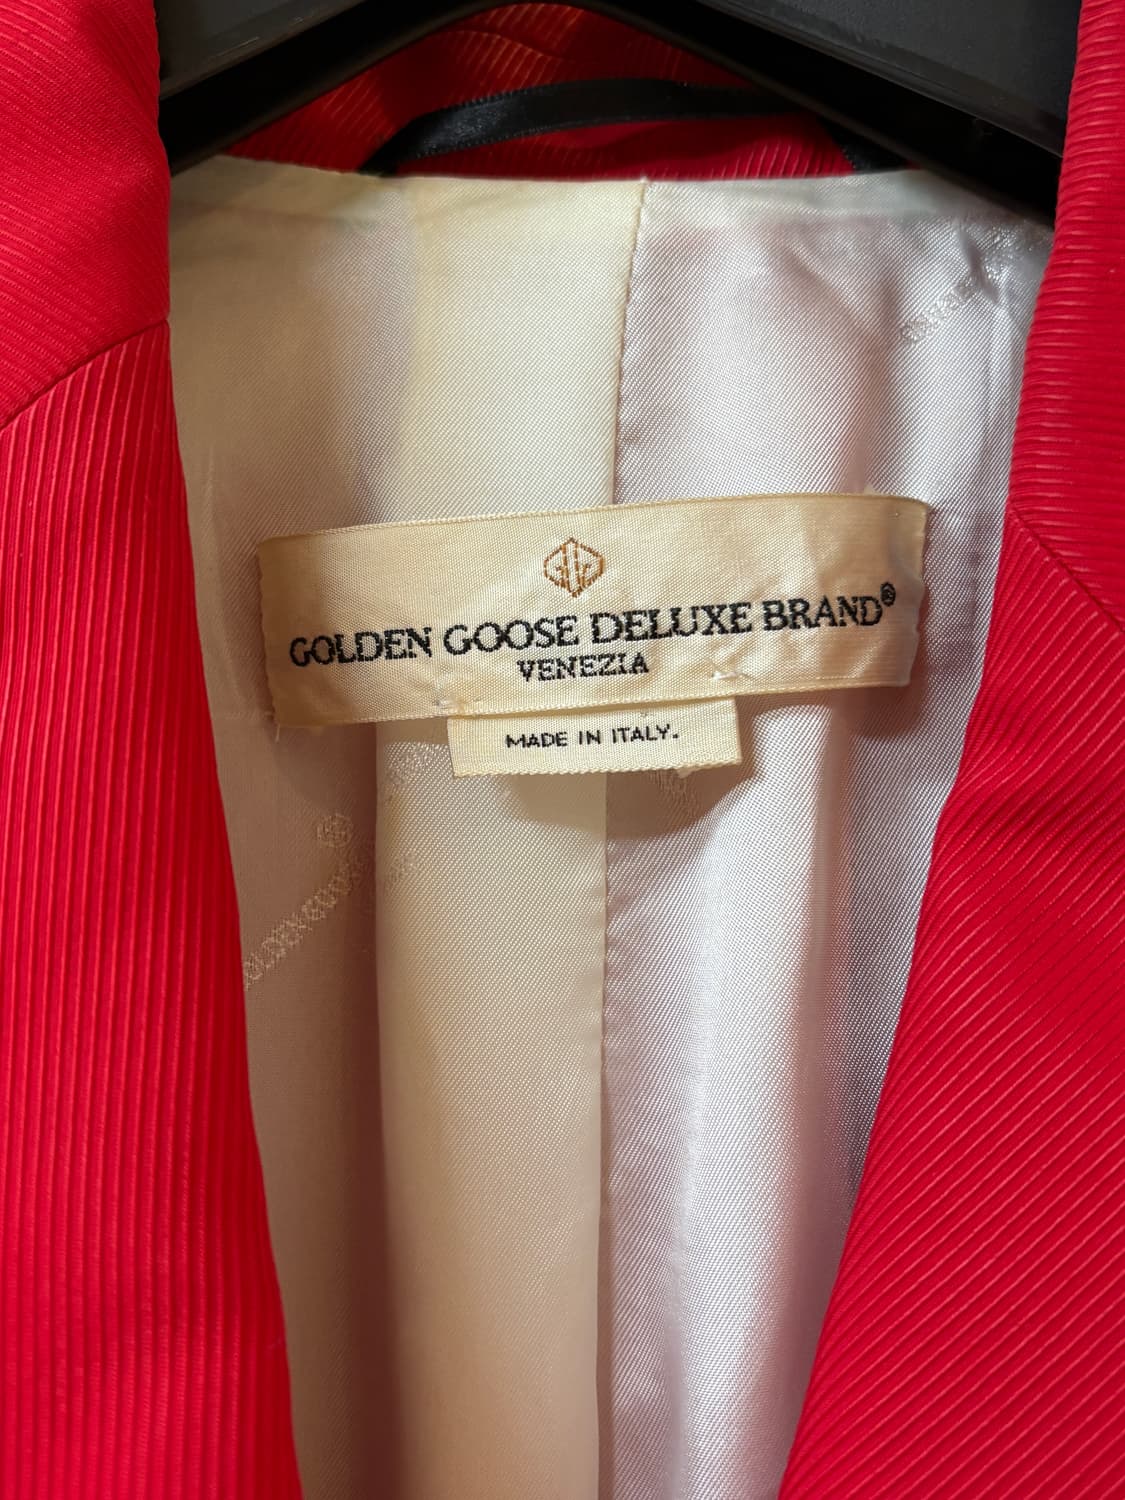 GOLDEN GOOSE DELUXE BRAND®
VENEZIA
MADE IN ITALY.